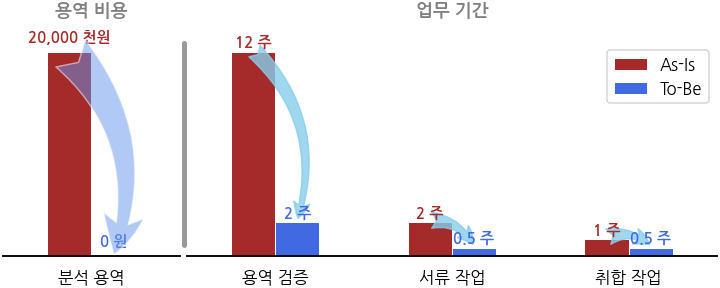 용역 비용
업무 기간
20,000 천원
12 주
As-Is
To-Be
0 원
2 주
2 주
0.5 주
1 주
0.5 주
분석 용역
용역 검증
서류 작업
취합 작업